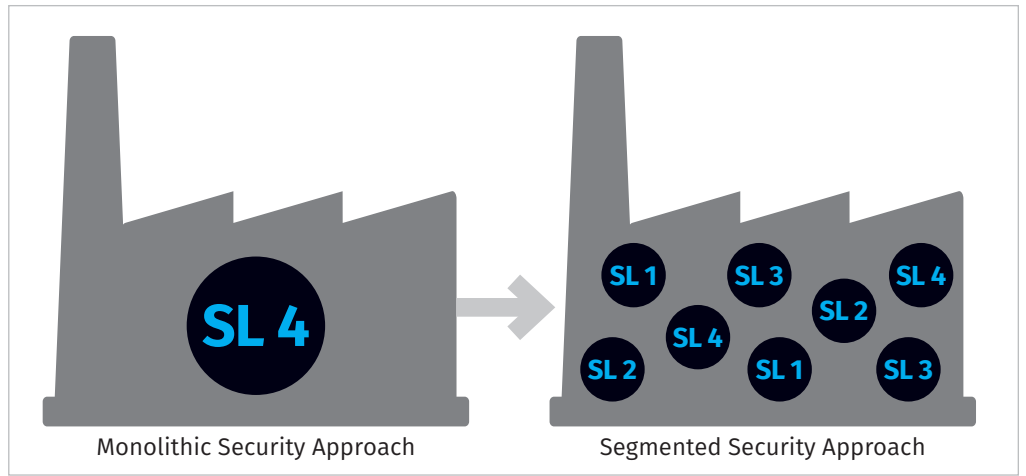 SL 4
Monolithic Security Approach
SL 1
SL 3
SL 4
SL 2
SL 4
SL 2
SL 1
SL 3
Segmented Security Approach